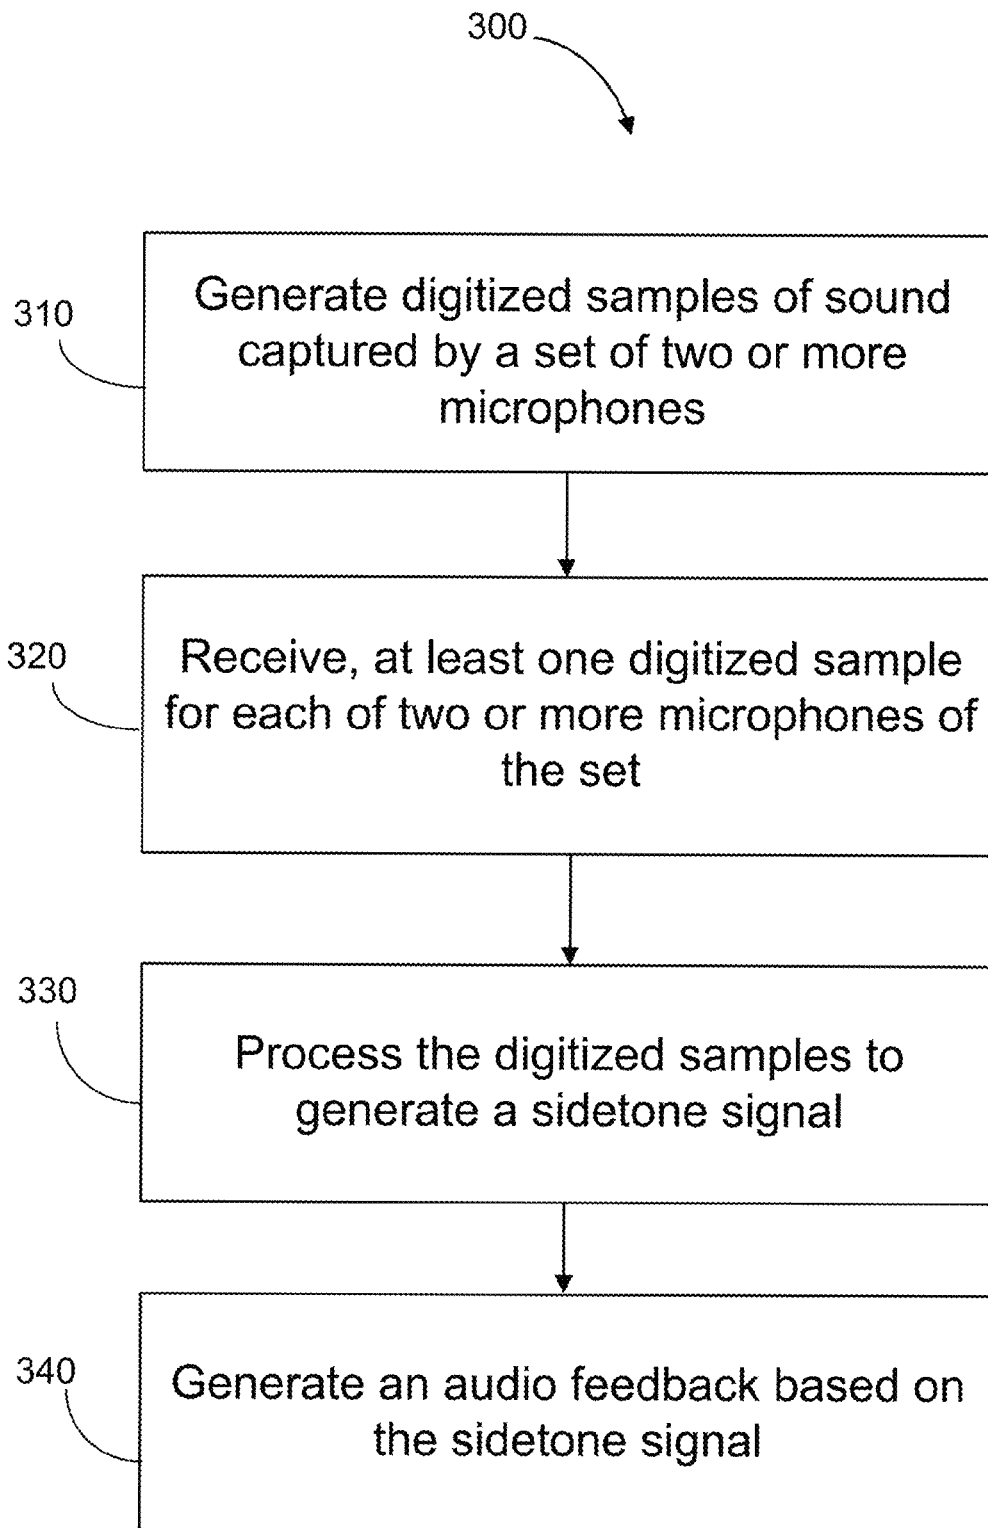 300
310
Generate digitized samples of sound
captured by a set of two or more
microphones
320
Receive, at least one digitized sample
for each of two or more microphones of
the set
330
Process the digitized samples to
generate a sidetone signal
340
Generate an audio feedback based on
the sidetone signal